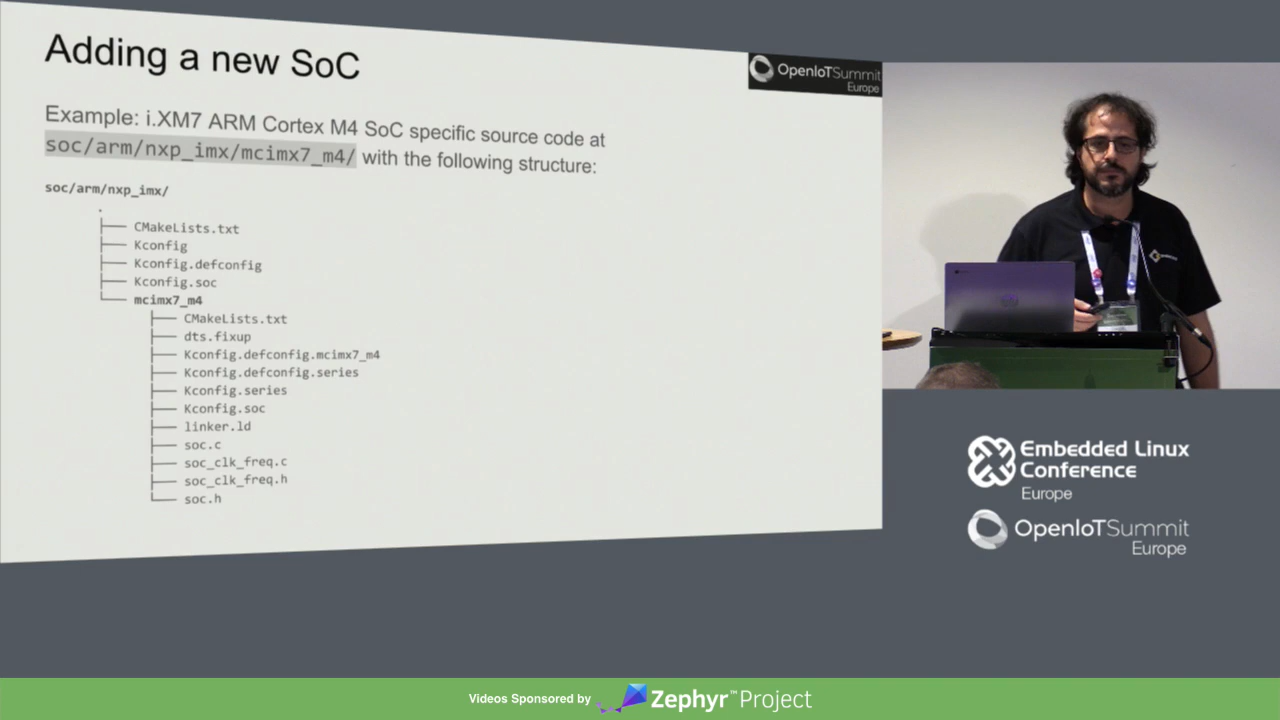 Adding a new SoC
OpenIoTSummit
Europe
Example: i.XM7 ARM Cortex M4 SoC specific source code at
soc/arm/nxp_imx/mcimx7_m4/ with the following structure:
soc/arm/nxp_imx/
.
├── CMakeLists.txt
├── Kconfig
├── Kconfig.defconfig
├── Kconfig.soc
└── mcimx7_m4
├── CMakeLists.txt
├── dts.fixup
├── Kconfig.defconfig.mcimx7_m4
├── Kconfig.defconfig.series
├── Kconfig.series
├── Kconfig.soc
├── linker.ld
├── soc.c
├── soc_clk_freq.c
├── soc_clk_freq.h
└── soc.h
Embedded Linux
Conference
Europe
OpenIoTSummit
Europe
Videos Sponsored by Zephyr™Project